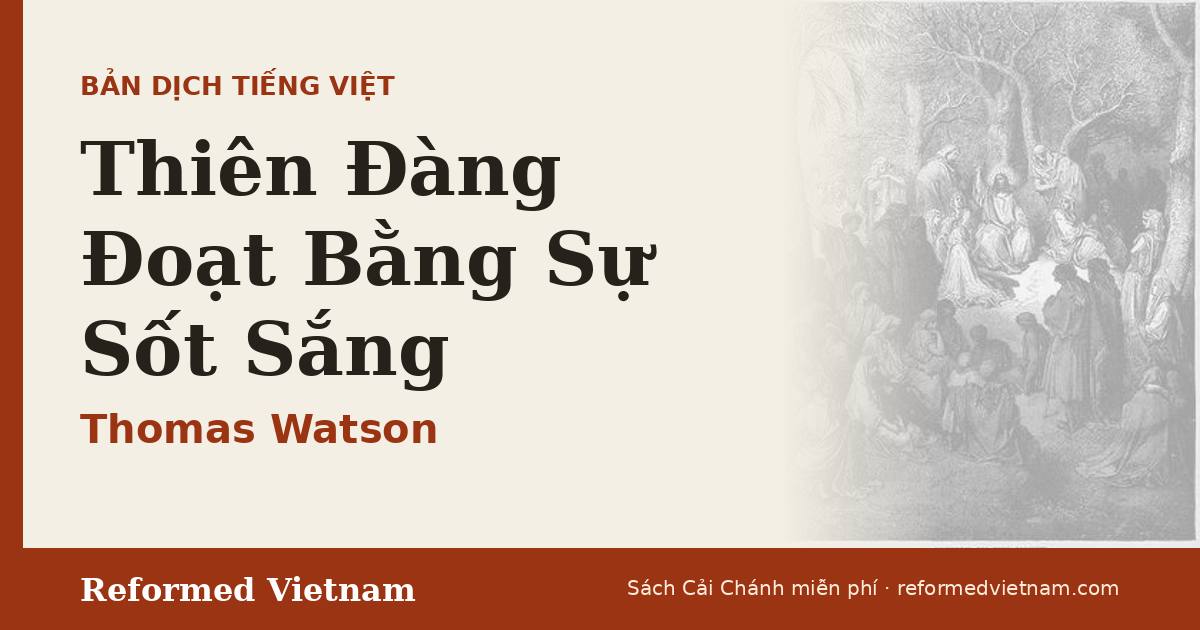 BẢN DỊCH TIẾNG VIỆT
Thiên Đàng
Đoạt Bằng Sự
Sốt Sắng
Thomas Watson
Reformed Vietnam
Sách Cải Chánh miễn phí · reformedvietnam.com